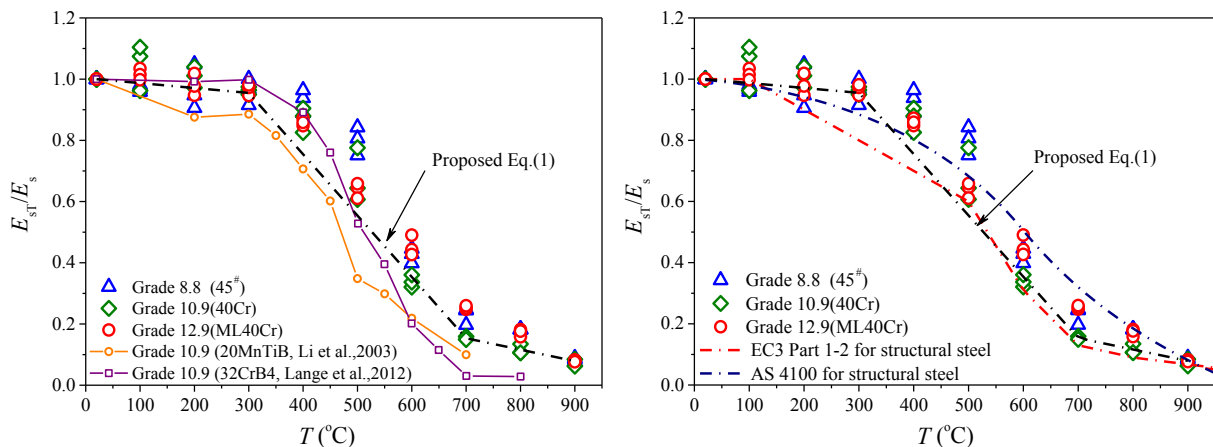 1.2
1.0
0.8
0.6
0.4
0.2
0.0
E_sT/E_s
Proposed Eq.(1)
Grade 8.8 (45#)
Grade 10.9(40Cr)
Grade 12.9(ML40Cr)
Grade 10.9 (20MnTiB, Li et al.,2003)
Grade 10.9 (32CrB4, Lange et al.,2012)
0 100 200 300 400 500 600 700 800 900
T (°C)
1.2
1.0
0.8
0.6
0.4
0.2
0.0
E_sT/E_s
Proposed Eq.(1)
Grade 8.8 (45#)
Grade 10.9(40Cr)
Grade 12.9(ML40Cr)
EC3 Part 1-2 for structural steel
AS 4100 for structural steel
0 100 200 300 400 500 600 700 800 900
T (°C)